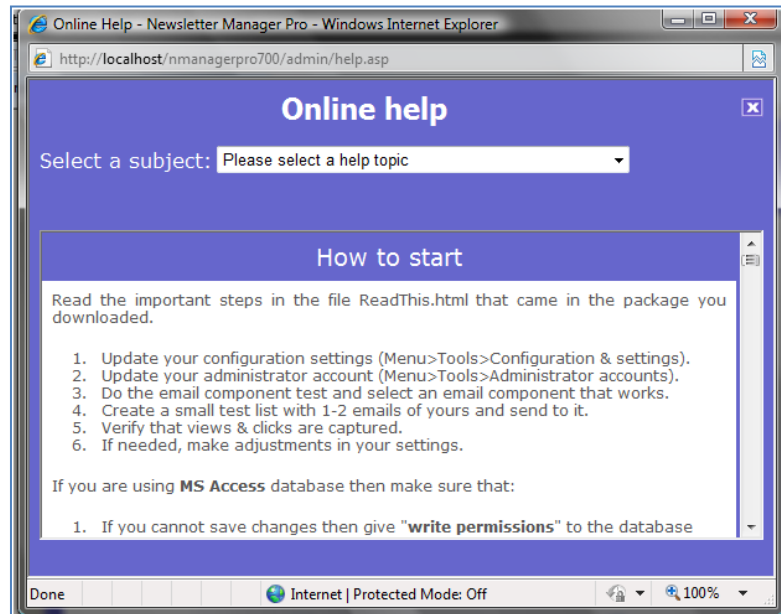 Online Help - Newsletter Manager Pro - Windows Internet Explorer
http://localhost/nmanagerpro700/admin/help.asp
Online help
Select a subject: Please select a help topic
How to start
Read the important steps in the file ReadThis.html that came in the package you
downloaded.
1. Update your configuration settings (Menu>Tools>Configuration & settings).
2. Update your administrator account (Menu>Tools>Administrator accounts).
3. Do the email component test and select an email component that works.
4. Create a small test list with 1-2 emails of yours and send to it.
5. Verify that views & clicks are captured.
6. If needed, make adjustments in your settings.
If you are using MS Access database then make sure that:
1. If you cannot save changes then give "write permissions" to the database
Done Internet | Protected Mode: Off 100%